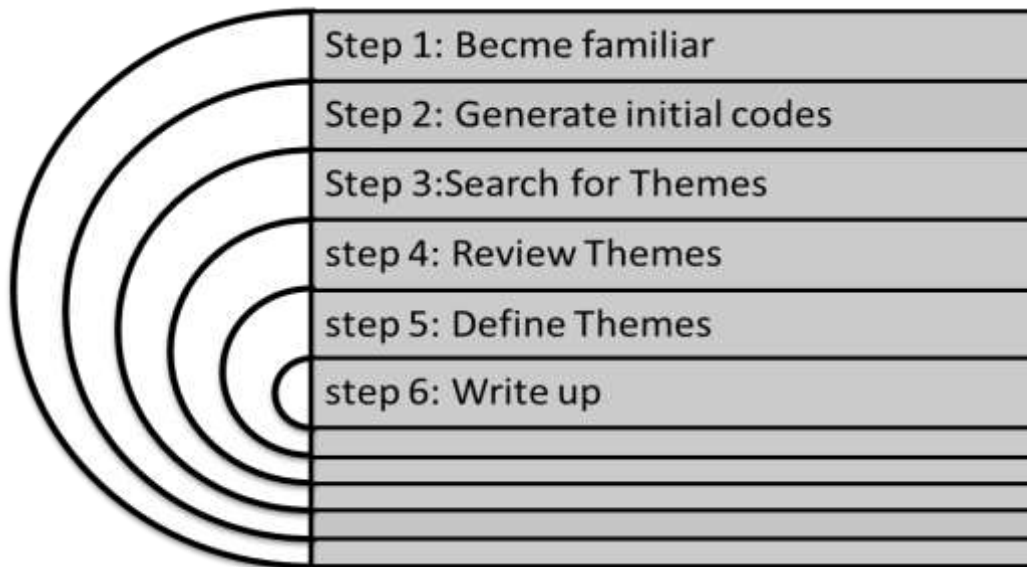 Step 1: Becme familiar
Step 2: Generate initial codes
Step 3:Search for Themes
step 4: Review Themes
step 5: Define Themes
step 6: Write up